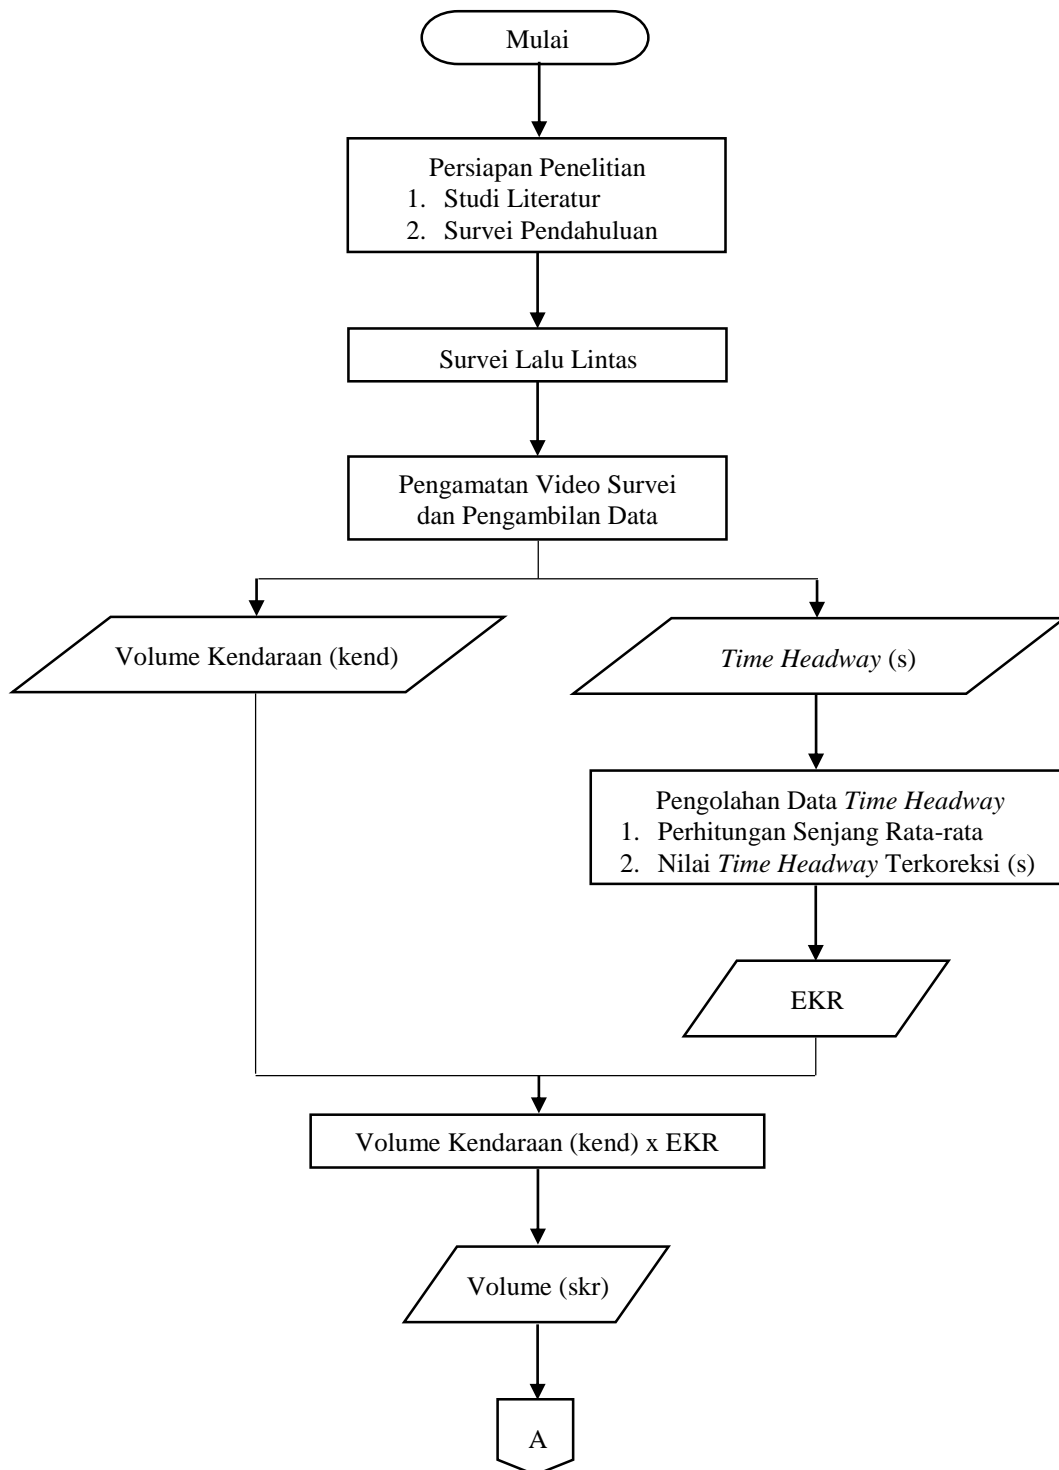 Mulai
Persiapan Penelitian
1. Studi Literatur
2. Survei Pendahuluan
Survei Lalu Lintas
Pengamatan Video Survei
dan Pengambilan Data
Volume Kendaraan (kend)
Time Headway (s)
Pengolahan Data Time Headway
1. Perhitungan Senjang Rata-rata
2. Nilai Time Headway Terkoreksi (s)
EKR
Volume Kendaraan (kend) x EKR
Volume (skr)
A